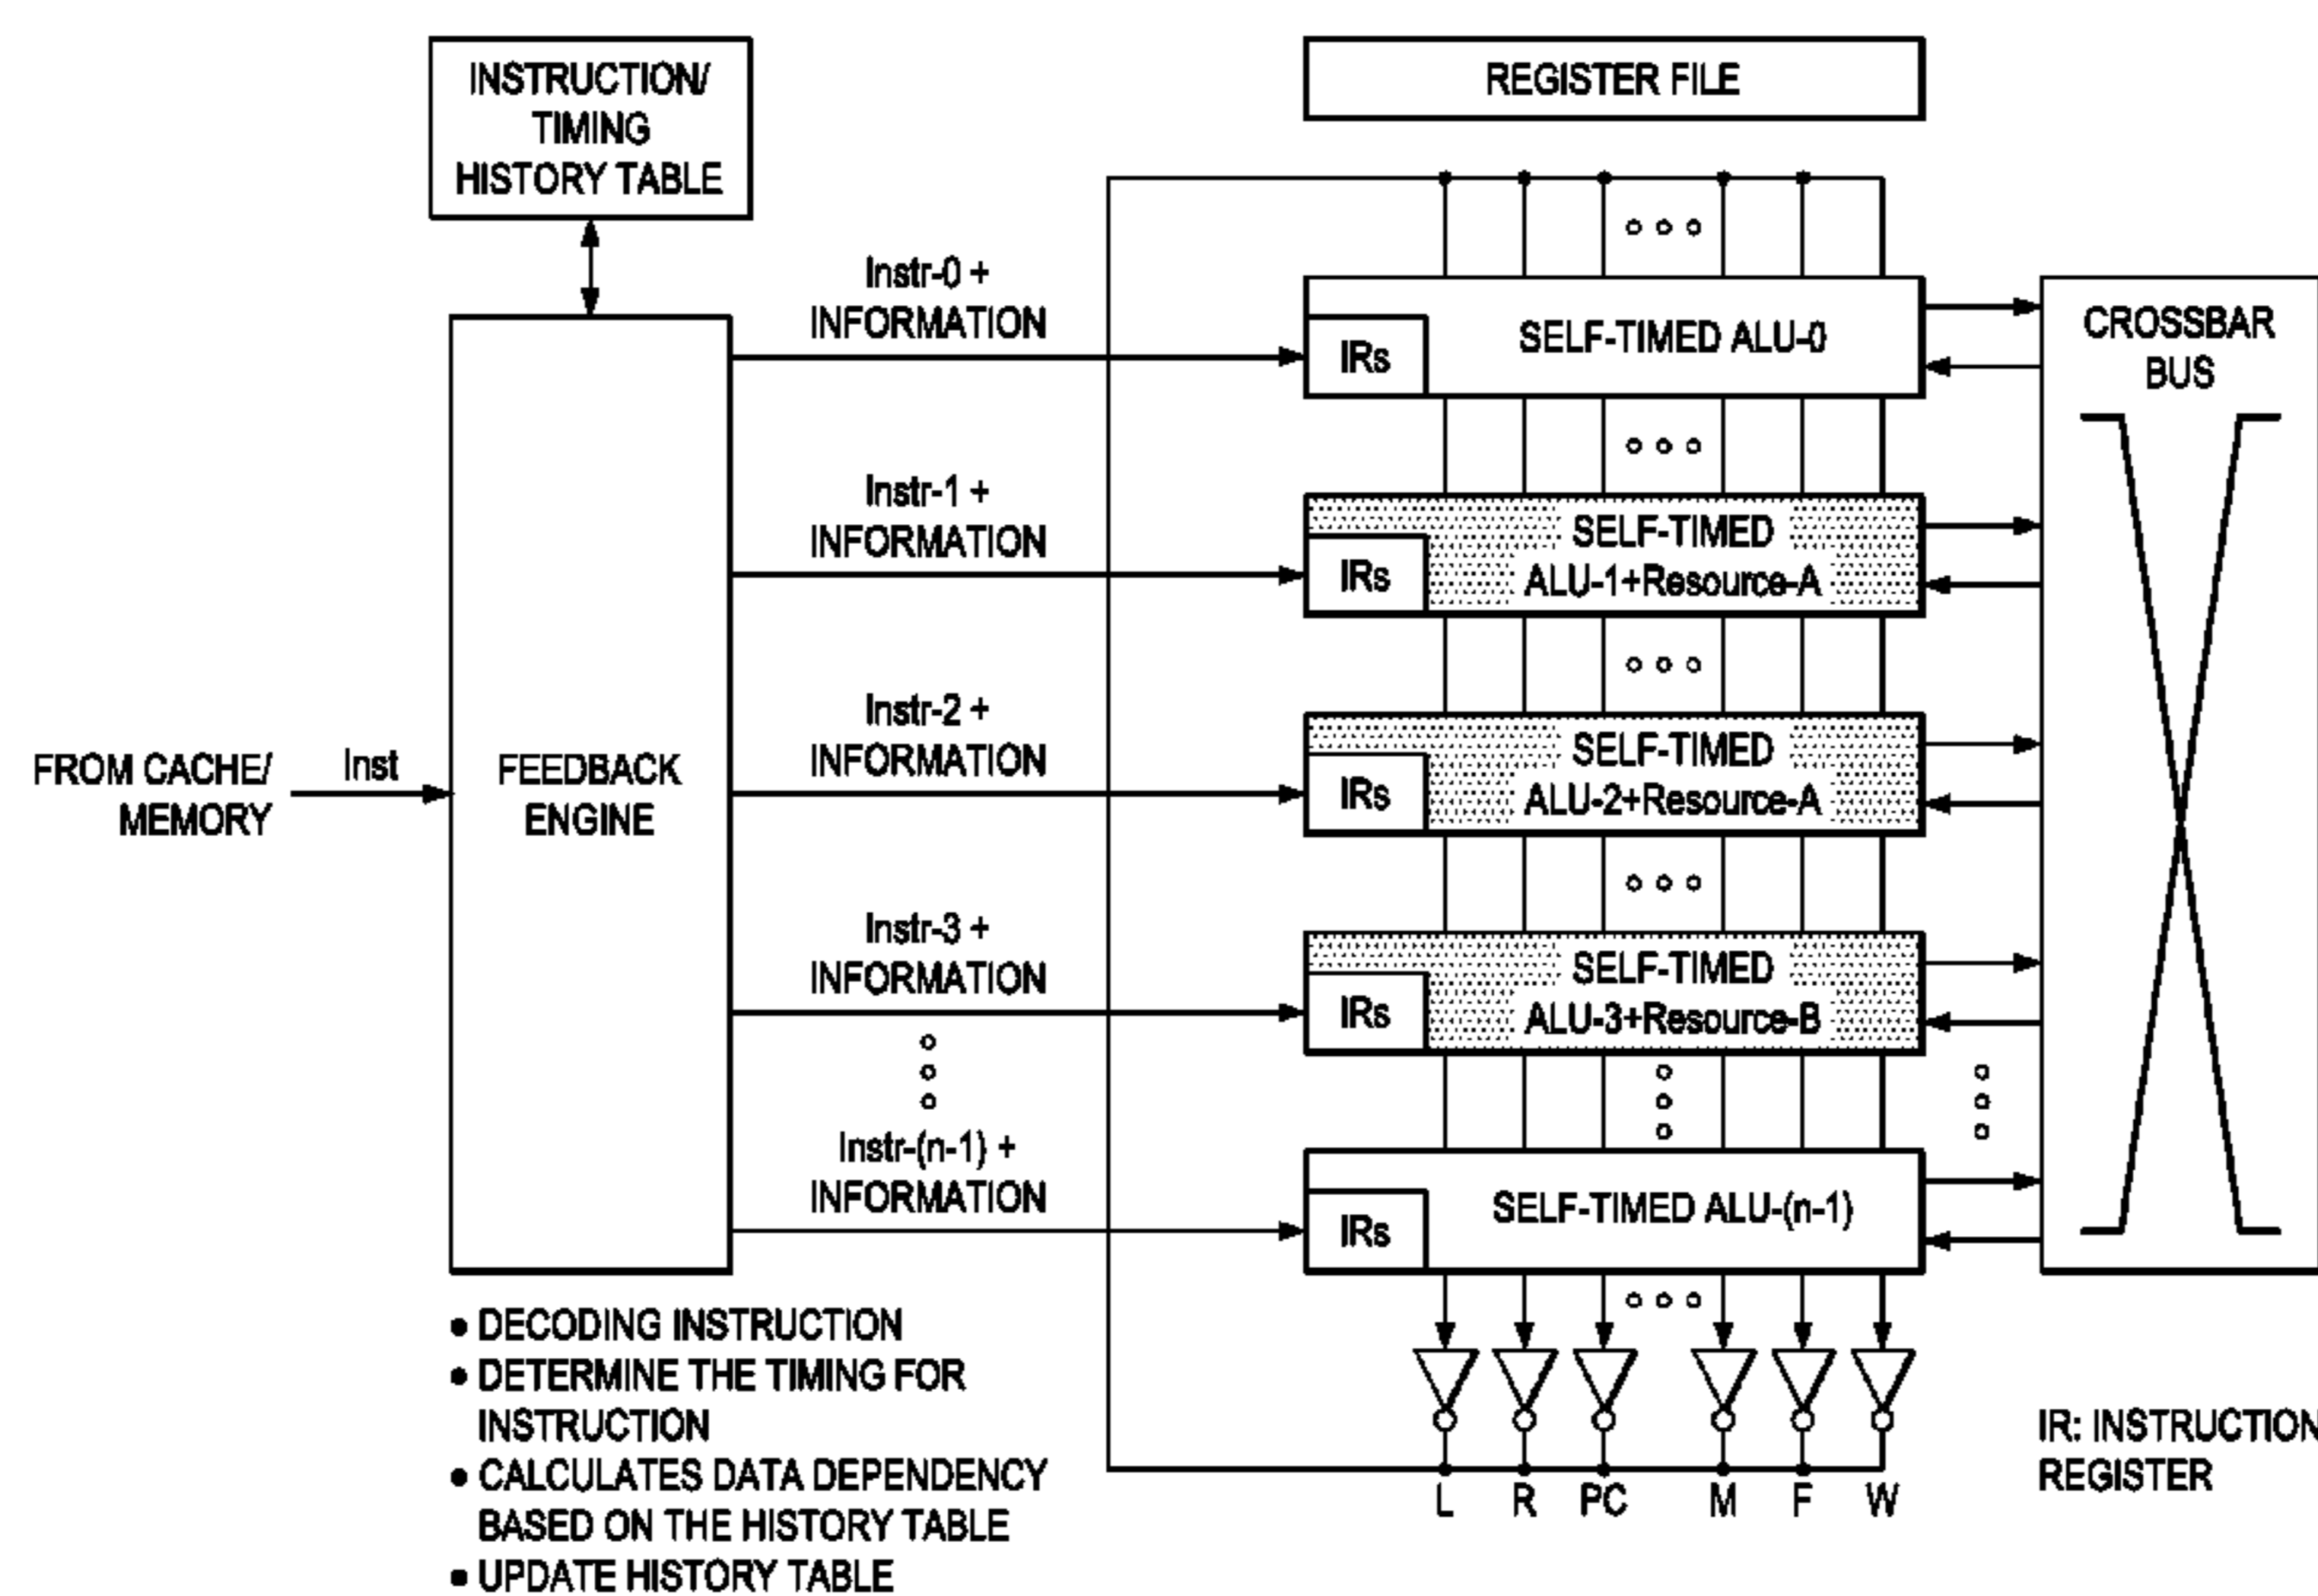 INSTRUCTION/
TIMING
HISTORY TABLE
REGISTER FILE
Instr-0 +
INFORMATION
IRs
SELF-TIMED ALU-0
CROSSBAR
BUS
Instr-1 +
INFORMATION
IRs
SELF-TIMED
ALU-1+Resource-A
FROM CACHE/
MEMORY
Inst
FEEDBACK
ENGINE
Instr-2 +
INFORMATION
IRs
SELF-TIMED
ALU-2+Resource-A
Instr-3 +
INFORMATION
IRs
SELF-TIMED
ALU-3+Resource-B
Instr-(n-1) +
INFORMATION
IRs
SELF-TIMED ALU-(n-1)
• DECODING INSTRUCTION
• DETERMINE THE TIMING FOR
INSTRUCTION
• CALCULATES DATA DEPENDENCY
BASED ON THE HISTORY TABLE
• UPDATE HISTORY TABLE
L R PC M F W
IR: INSTRUCTION
REGISTER